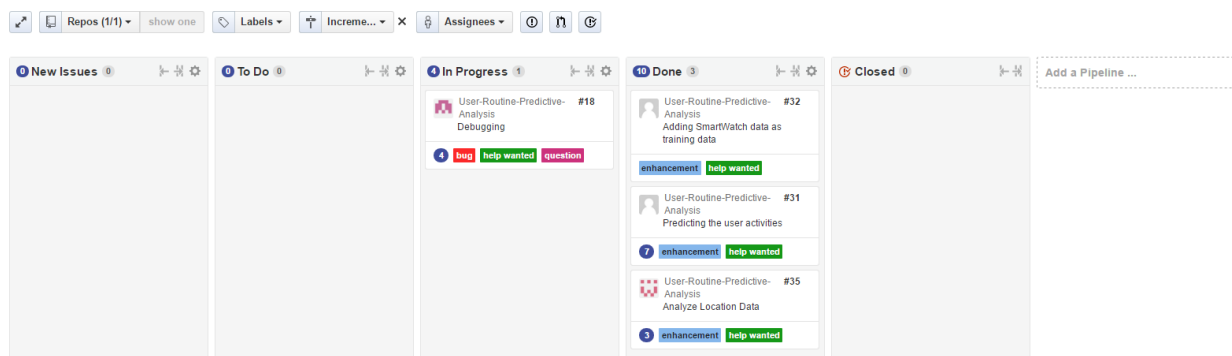 Repos (1/1) show one Labels Increme... × Assignees
0 New Issues 0
0 To Do 0
4 In Progress 1
User-Routine-Predictive- #18
Analysis
Debugging
4 bug help wanted question
10 Done 3
User-Routine-Predictive- #32
Analysis
Adding SmartWatch data as
training data
enhancement help wanted
User-Routine-Predictive- #31
Analysis
Predicting the user activities
7 enhancement help wanted
User-Routine-Predictive- #35
Analysis
Analyze Location Data
3 enhancement help wanted
Closed 0
Add a Pipeline ...